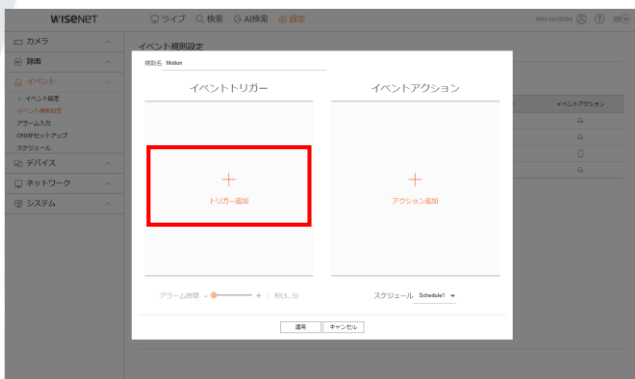 WISENET
ライブ 検索 AI検索 設定
カメラ
録画
イベント
イベント設定
イベント規則設定
アラーム入力
ONVIFセットアップ
スケジュール
デバイス
ネットワーク
システム
イベント規則設定
規則名 Motion
イベントトリガー
イベントアクション
トリガー追加
アクション追加
アラーム時間 - +
スケジュール Schedule1
適用 キャンセル
イベントアクション